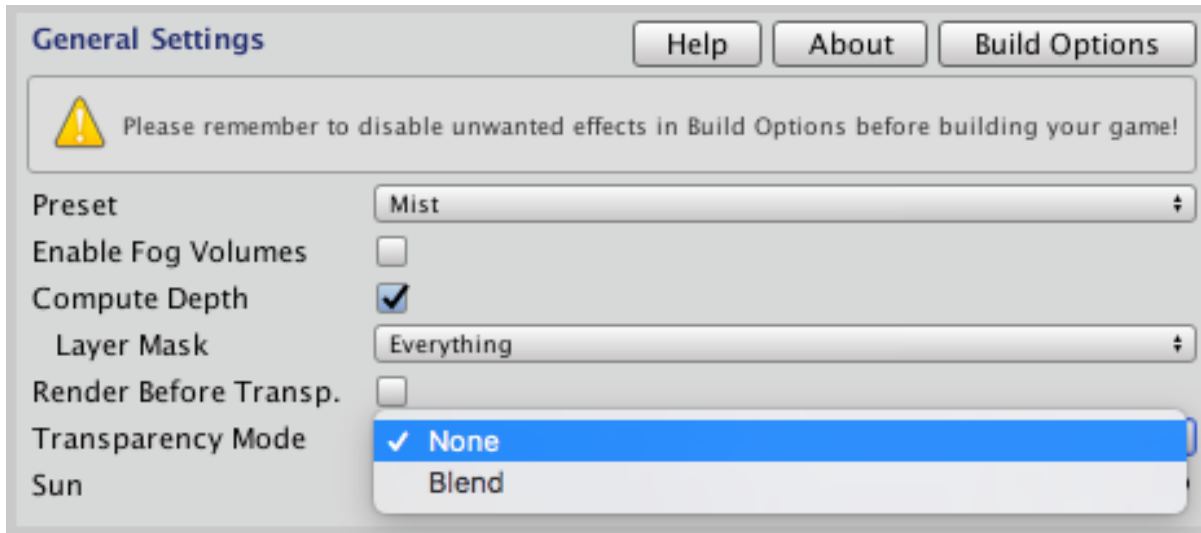 General Settings Help About Build Options
Please remember to disable unwanted effects in Build Options before building your game!
Preset Mist
Enable Fog Volumes
Compute Depth
Layer Mask Everything
Render Before Transp.
Transparency Mode None
Sun Blend